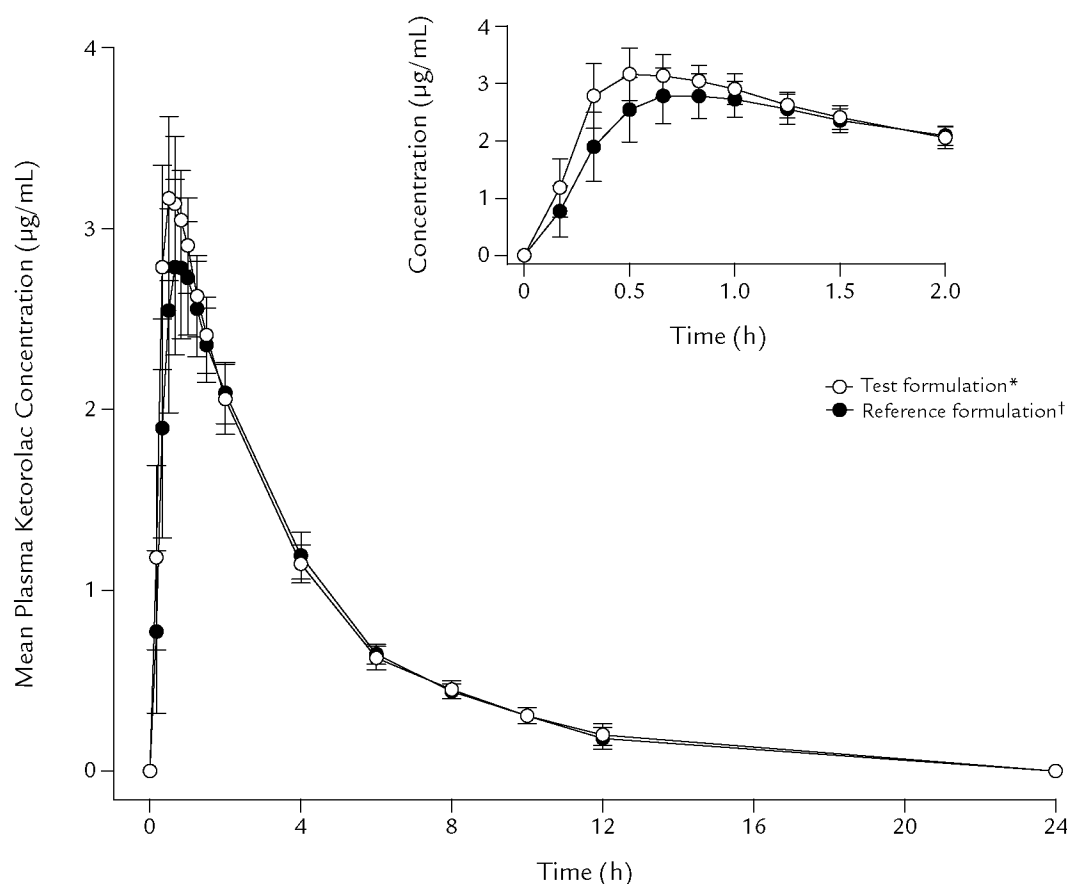 4
3
2
1
0
Mean Plasma Ketorolac Concentration (µg/mL)
0 4 8 12 16 20 24
Time (h)
4
3
2
1
0
Concentration (µg/mL)
0 0.5 1.0 1.5 2.0
Time (h)
Test formulation*
Reference formulation†